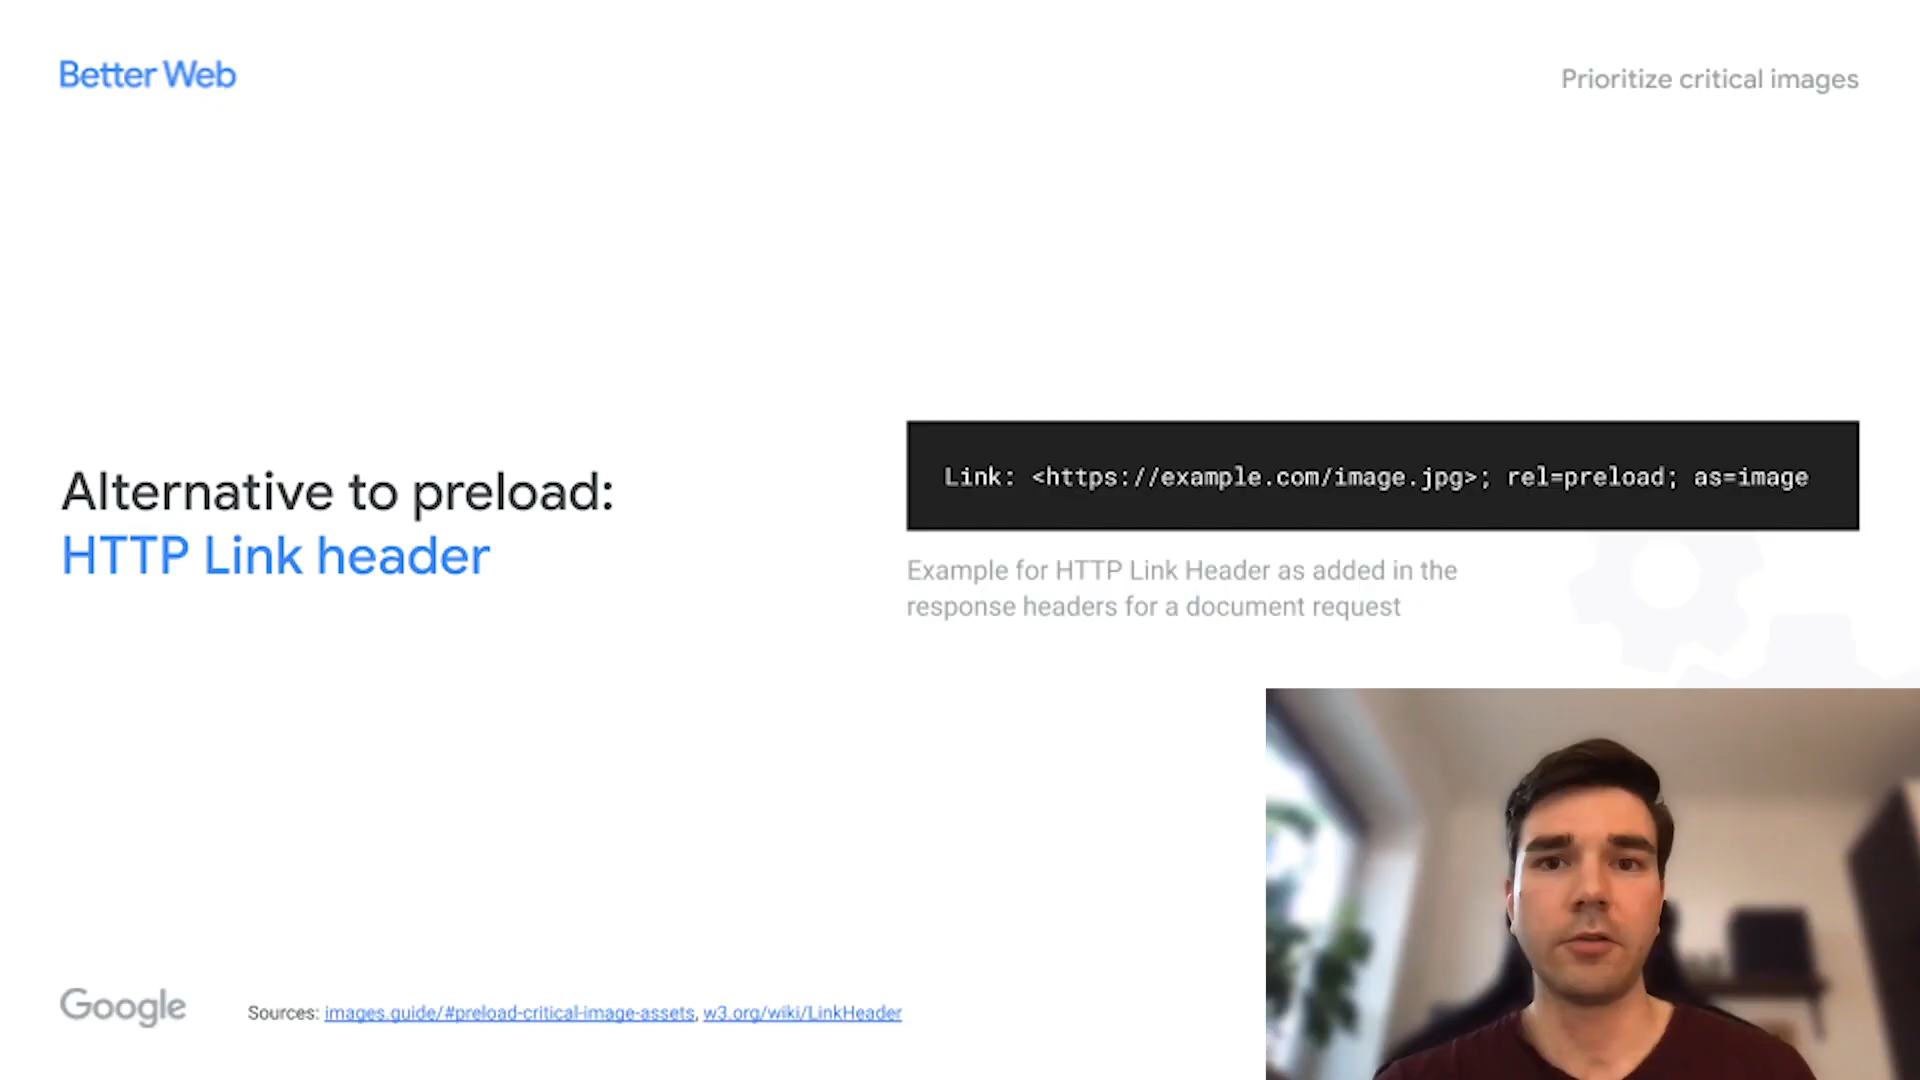 Better Web
Prioritize critical images
Alternative to preload:
HTTP Link header
Link: <https://example.com/image.jpg>; rel=preload; as=image
Example for HTTP Link Header as added in the
response headers for a document request
Google
Sources: images.guide/#preload-critical-image-assets, w3.org/wiki/LinkHeader